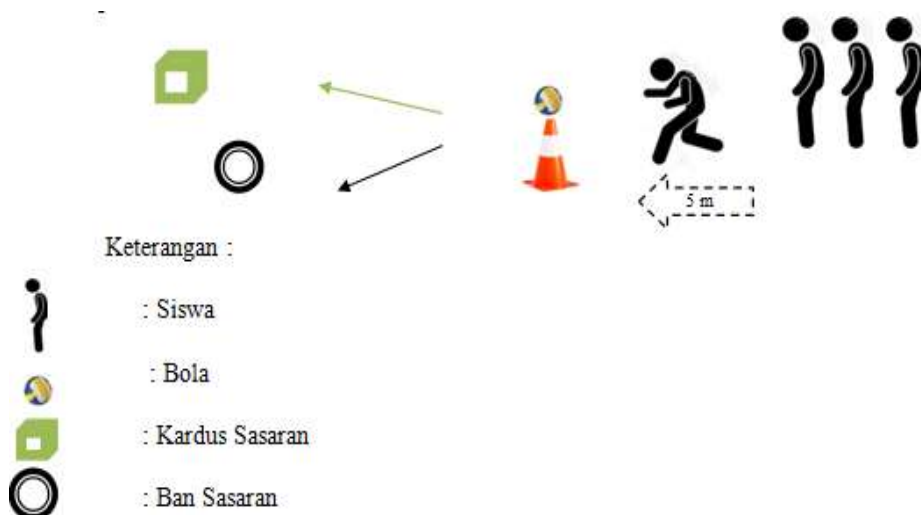 5 m
Keterangan :
: Siswa
: Bola
: Kardus Sasaran
: Ban Sasaran